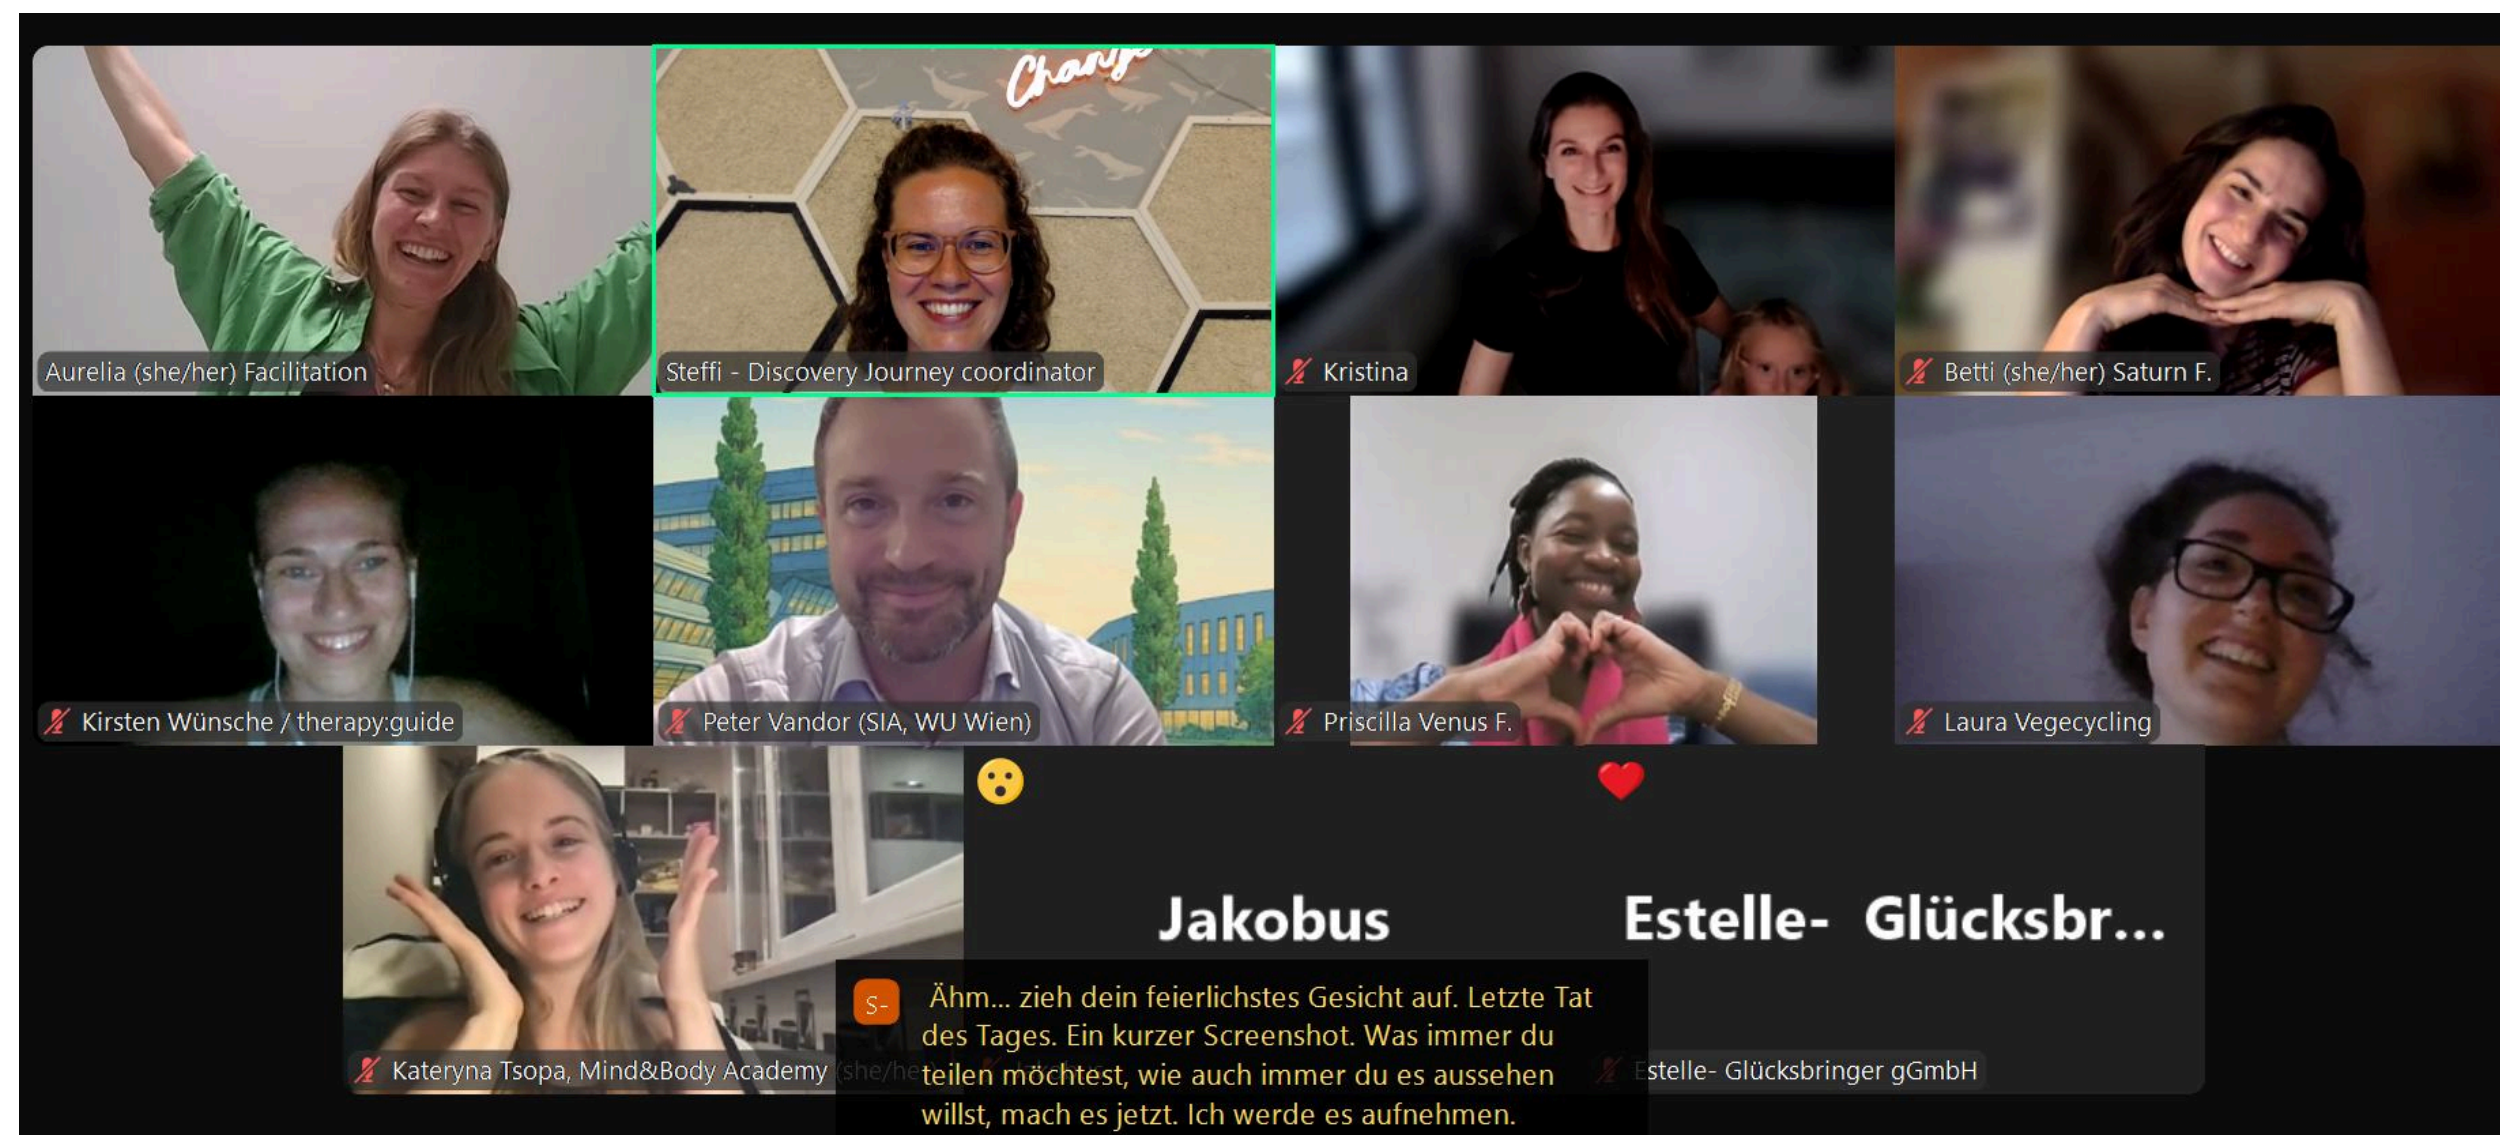 Change
Aurelia (she/her) Facilitation
Steffi - Discovery Journey coordinator
Kristina
Betti (she/her) Saturn F.
Kirsten Wünsche / therapy:guide
Peter Vandor (SIA, WU Wien)
Priscilla Venus F.
Laura Vegecycling
Jakobus
Estelle- Glücksbr...
Kateryna Tsopa, Mind&Body Academy (she/he
Estelle- Glücksbringer gGmbH
S-
Ähm... zieh dein feierlichstes Gesicht auf. Letzte Tat
des Tages. Ein kurzer Screenshot. Was immer du
teilen möchtest, wie auch immer du es aussehen
willst, mach es jetzt. Ich werde es aufnehmen.